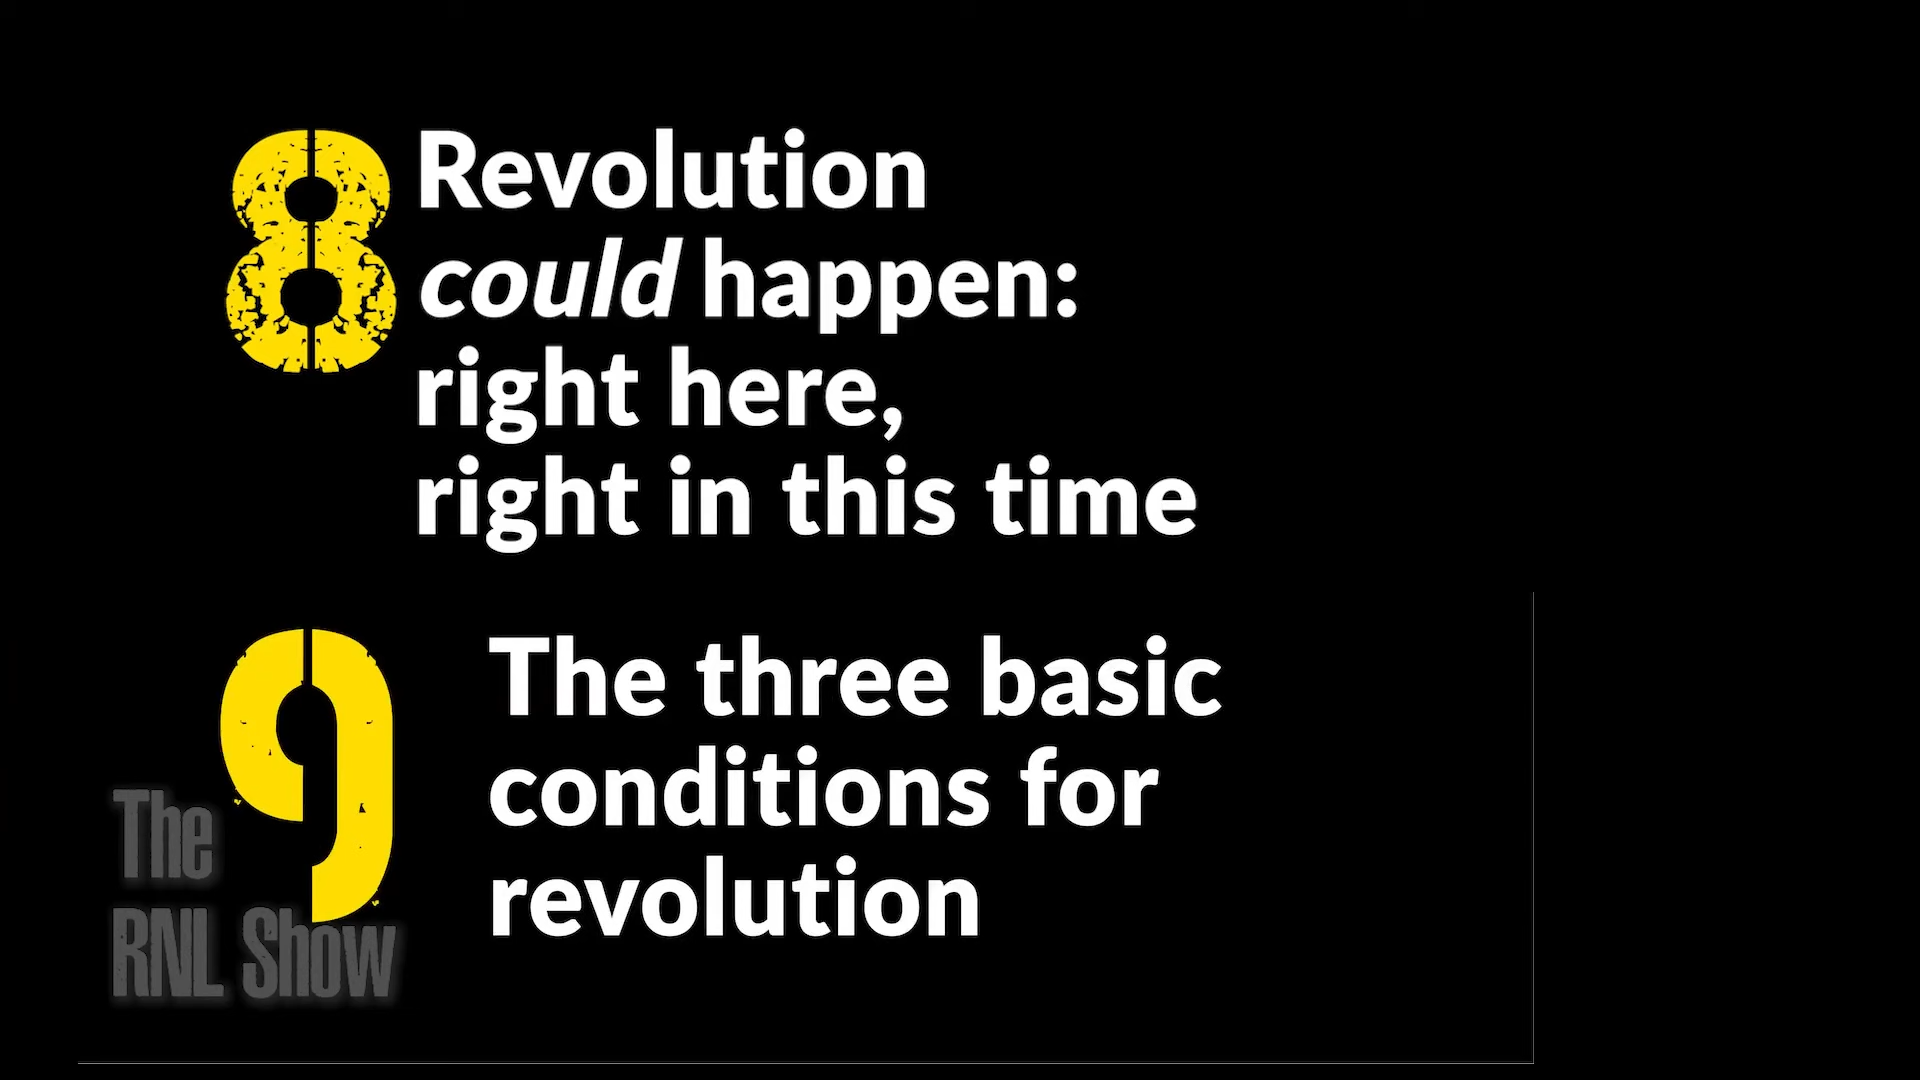 8 Revolution
could happen:
right here,
right in this time
9 The three basic
conditions for
revolution
The
RNL Show